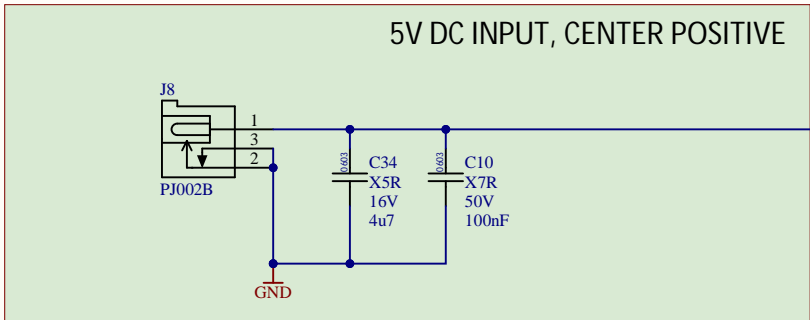 5V DC INPUT, CENTER POSITIVE
J8
1
3
2
PJ002B
0603
C34
X5R
16V
4u7
0603
C10
X7R
50V
100nF
GND